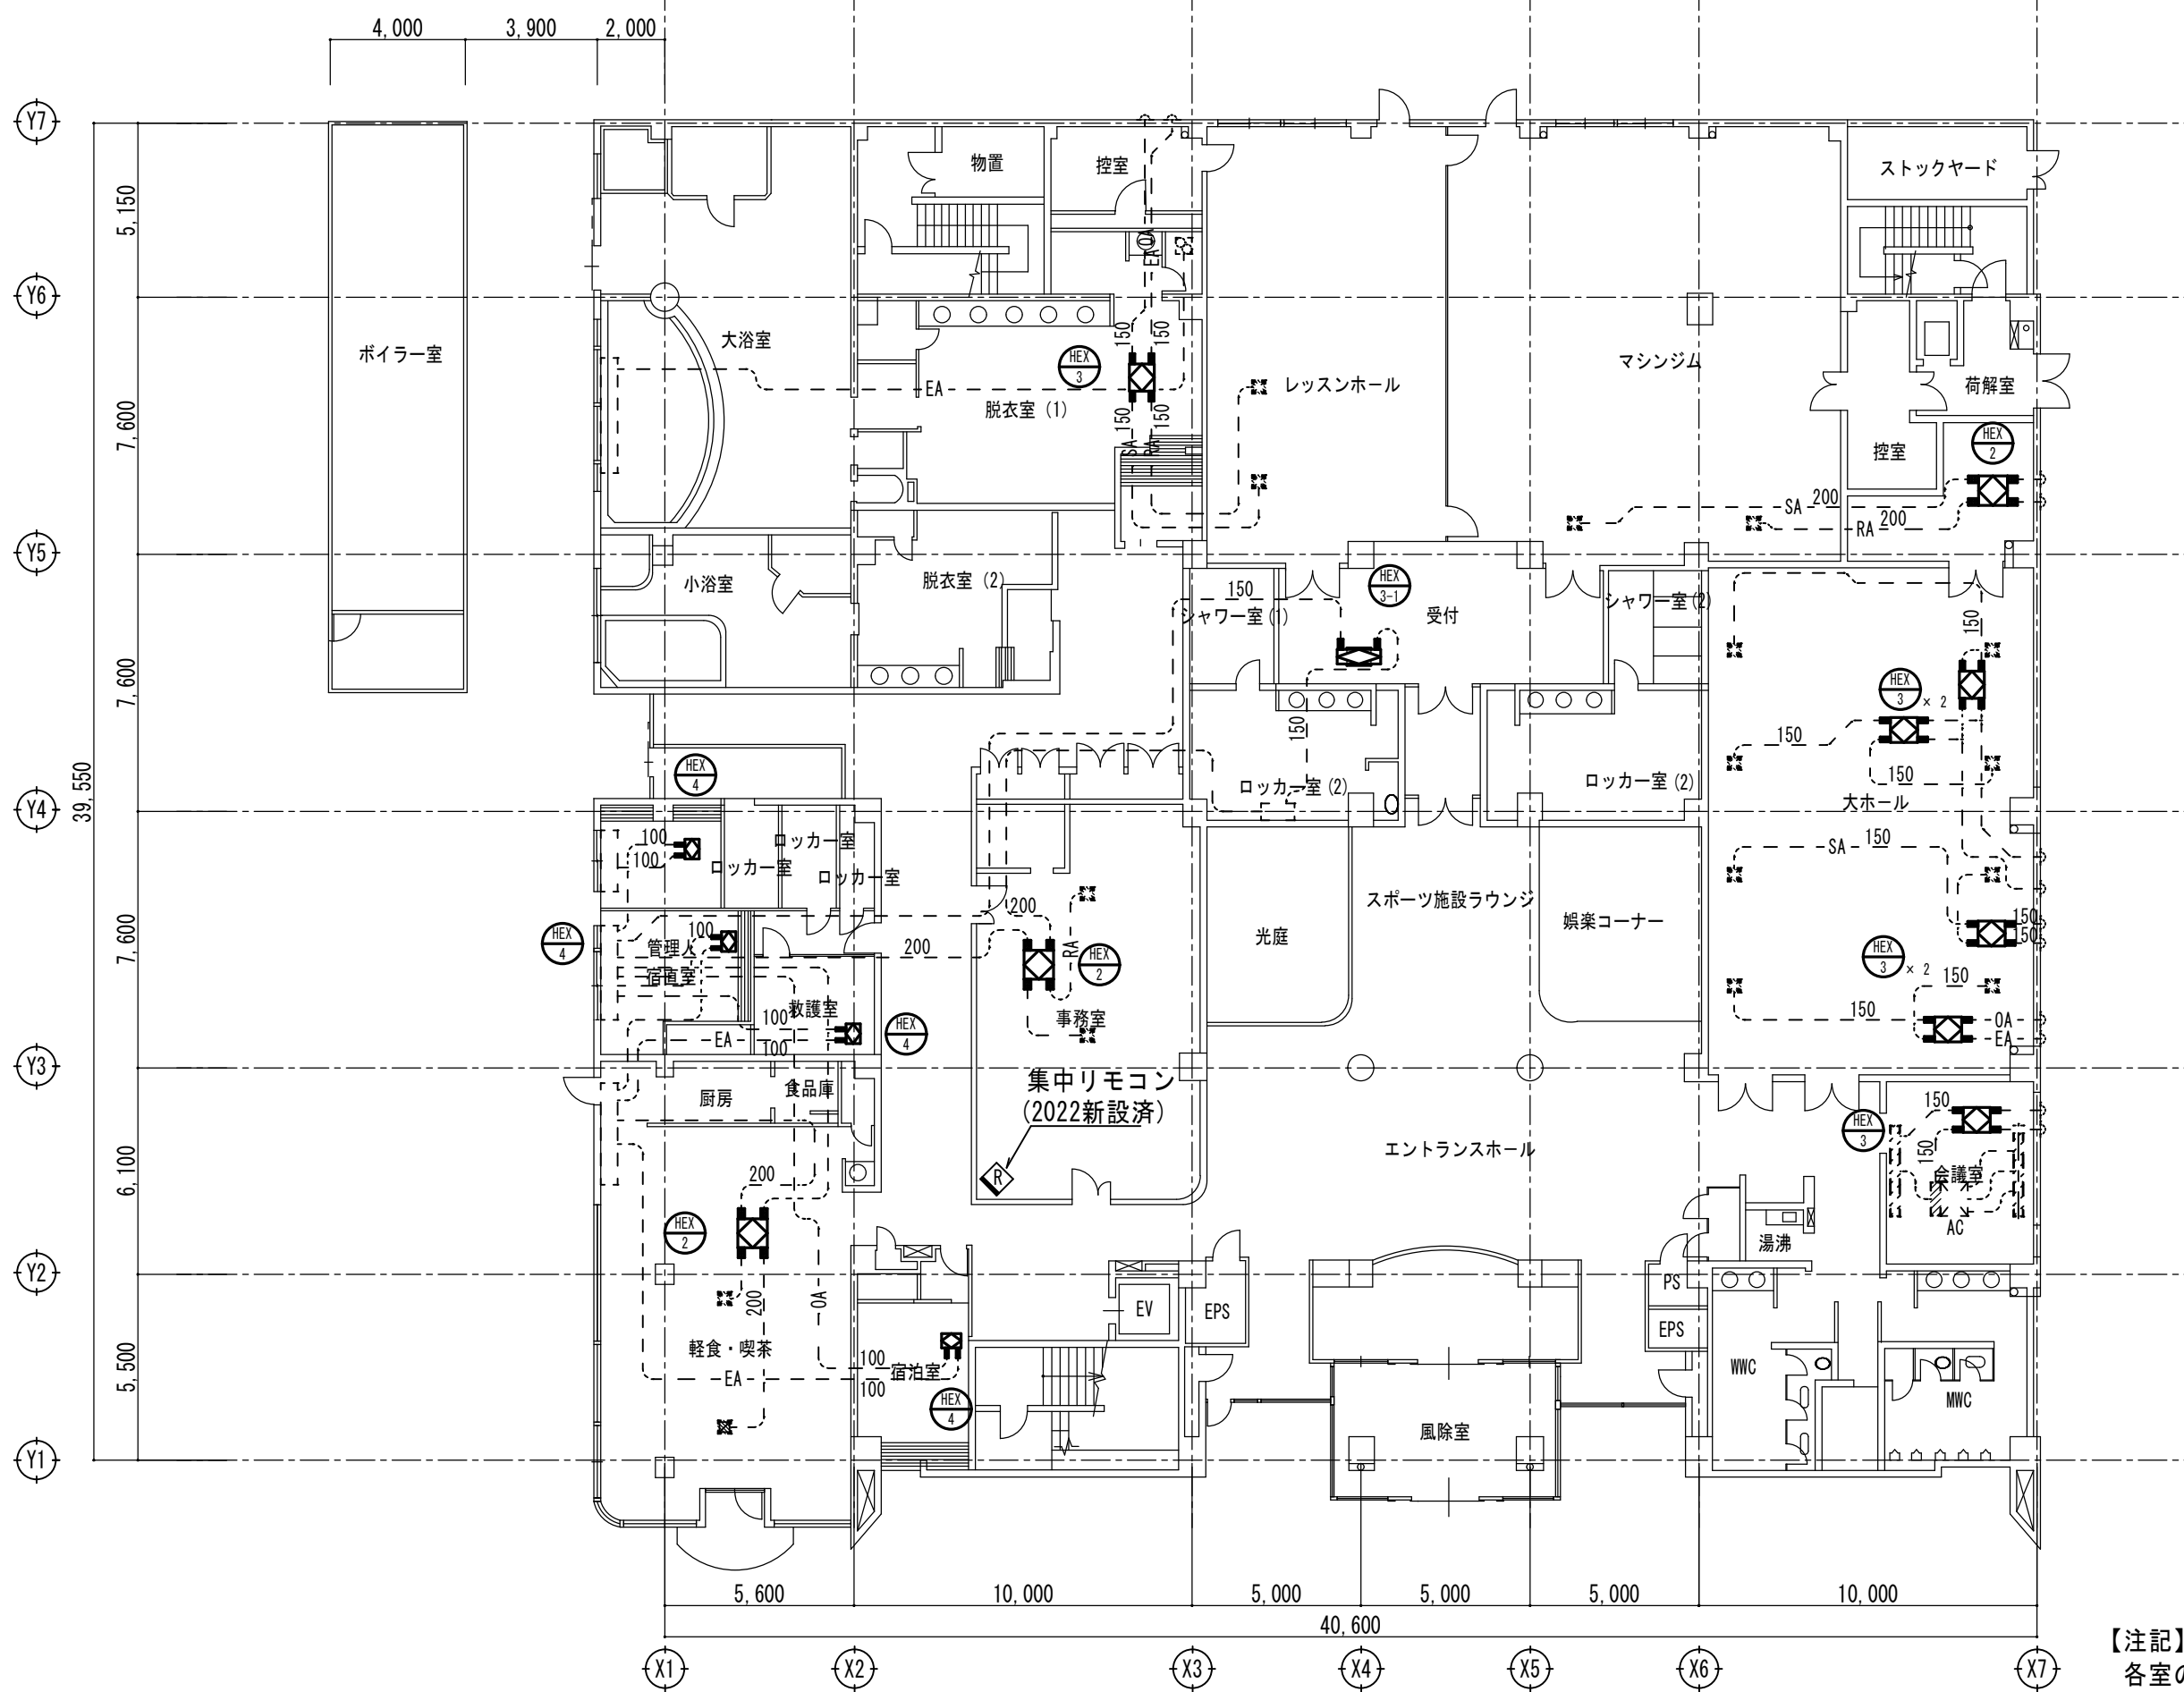 4,000
3,900
2,000
Y7
5,150
Y6
7,600
Y5
7,600
Y4
39,550
7,600
Y3
6,100
Y2
5,500
Y1
物置
控室
ストックヤード
ボイラー室
大浴室
OA
EA
150
150
HEX
3
EA
脱衣室 (1)
150
150
SA
RA
レッスンホール
マシンジム
荷解室
控室
HEX
2
SA
200
RA
200
小浴室
脱衣室 (2)
150
シャワー室(1)
HEX
3-1
受付
シャワー室(2)
150
HEX
3
× 2
150
150
150
ロッカー室(2)
ロッカー室(2)
大ホール
HEX
4
100
100
ロッカー室
ロッカー室
ロッカー室
SA
150
スポーツ施設ラウンジ
娯楽コーナー
光庭
HEX
4
100
管理人
宿直室
200
200
RA
HEX
2
150
150
HEX
3
× 2
150
150
OA
EA
救護室
100
EA
100
HEX
4
事務室
厨房
食品庫
集中リモコン
(2022新設済)
R
エントランスホール
HEX
3
150
150
会議室
AC
200
HEX
2
200
OA
湯沸
PS
EPS
EV
EPS
軽食・喫茶
EA
100
100
宿泊室
HEX
4
WWC
MWC
風除室
5,600
10,000
5,000
5,000
5,000
10,000
40,600
X1
X2
X3
X4
X5
X6
X7
【注記】
各室の